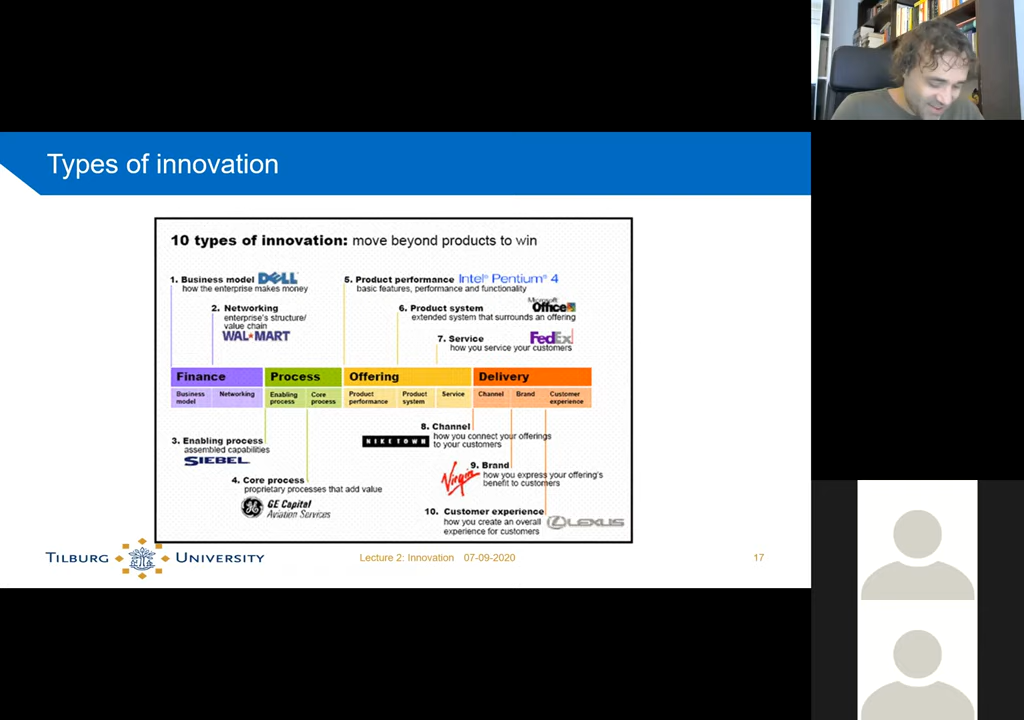 Types of innovation
10 types of innovation: move beyond products to win
1. Business model DELL
how the enterprise makes money
2. Networking
enterprise's structure/
value chain
WAL★MART
5. Product performance Intel® Pentium® 4
basic features, performance and functionality
6. Product system Microsoft Office
extended system that surrounds an offering
7. Service FedEx
how you service your customers
Finance Process Offering Delivery
Business model Networking Enabling process Core process Product performance Product system Service Channel Brand Customer experience
3. Enabling process
assembled capabilities
SIEBEL
4. Core process
proprietary processes that add value
GE Capital
Aviation Services
8. Channel
NIKETOWN how you connect your offerings
to your customers
9. Brand
Virgin how you express your offering's
benefit to customers
10. Customer experience
how you create an overall LEXUS
experience for customers
TILBURG UNIVERSITY
Lecture 2: Innovation 07-09-2020
17